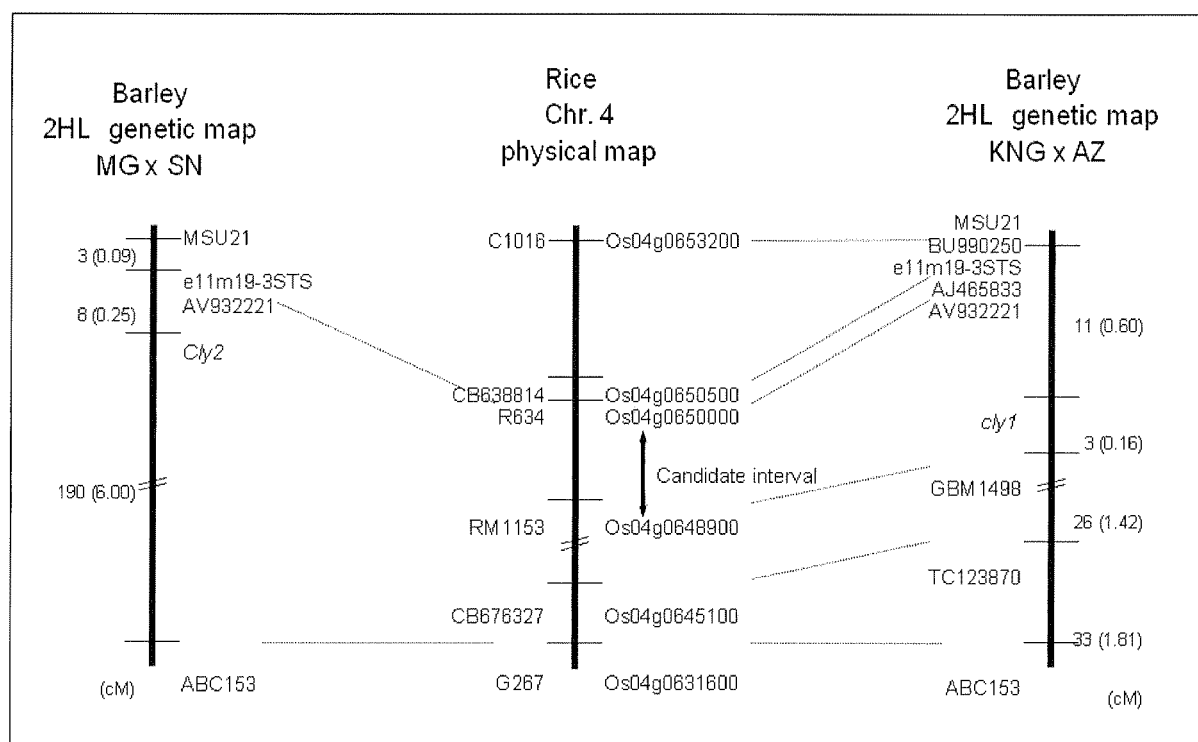 Barley
2HL genetic map
MG x SN
Rice
Chr. 4
physical map
Barley
2HL genetic map
KNG x AZ
MSU21
3 (0.09)
e11m19-3STS
AV932221
8 (0.25)
Cly2
190 (6.00)
(cM)
ABC153
C1016
Os04g0653200
CB638814
Os04g0650500
R634
Os04g0650000
Candidate interval
RM1153
Os04g0648900
CB676327
Os04g0645100
G267
Os04g0631600
MSU21
BU990250
e11m19-3STS
AJ465833
AV932221
11 (0.60)
cly1
3 (0.16)
GBM1498
26 (1.42)
TC123870
33 (1.81)
ABC153
(cM)